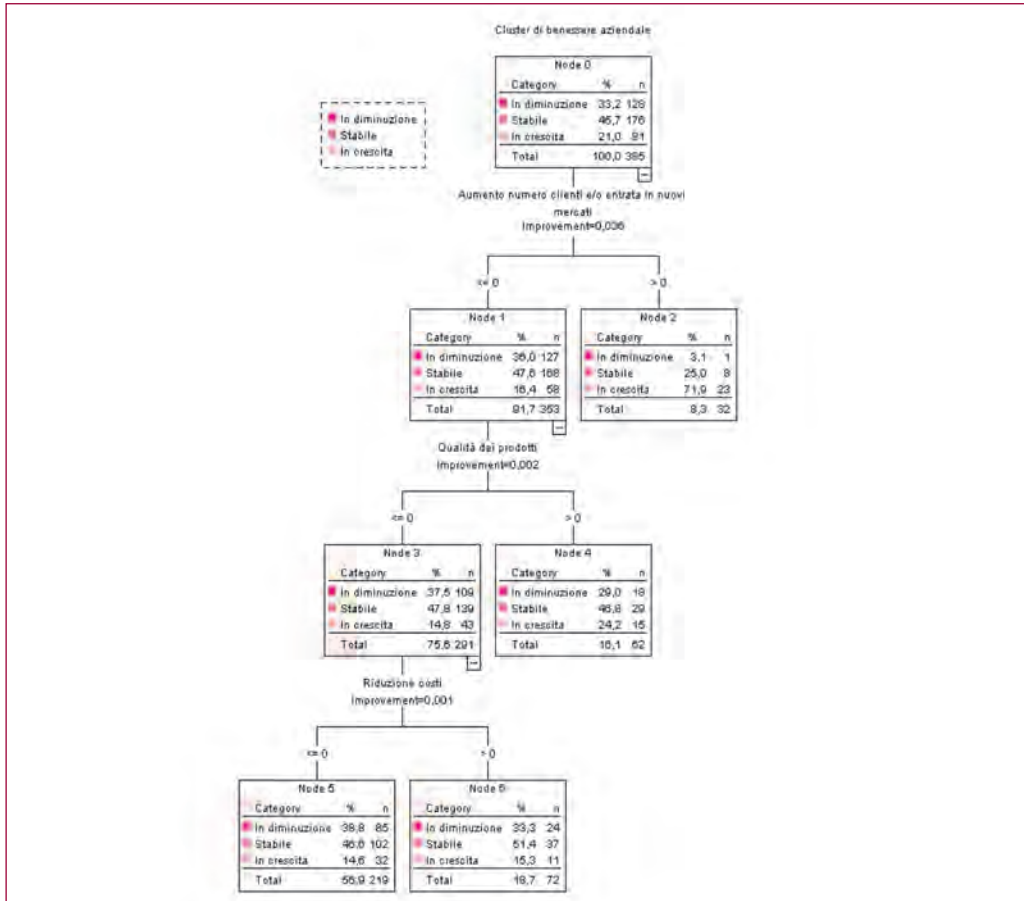 Cluster di benessere aziendale
Node 0
Category % n
In diminuzione 33,2 128
Stabile 45,7 176
In crescita 21,0 81
Total 100,0 385
In diminuzione
Stabile
In crescita
Aumento numero clienti e/o entrata in nuovi
mercati
Improvement=0,036
<= 0
> 0
Node 1
Category % n
In diminuzione 36,0 127
Stabile 47,6 168
In crescita 16,4 58
Total 91,7 353
Node 2
Category % n
In diminuzione 3,1 1
Stabile 25,0 8
In crescita 71,9 23
Total 8,3 32
Qualità dei prodotti
Improvement=0,002
<= 0
> 0
Node 3
Category % n
In diminuzione 37,5 109
Stabile 47,8 139
In crescita 14,8 43
Total 75,6 291
Node 4
Category % n
In diminuzione 29,0 18
Stabile 46,8 29
In crescita 24,2 15
Total 16,1 62
Riduzione costi
Improvement=0,001
<= 0
> 0
Node 5
Category % n
In diminuzione 38,8 85
Stabile 46,6 102
In crescita 14,6 32
Total 56,9 219
Node 6
Category % n
In diminuzione 33,3 24
Stabile 51,4 37
In crescita 15,3 11
Total 18,7 72